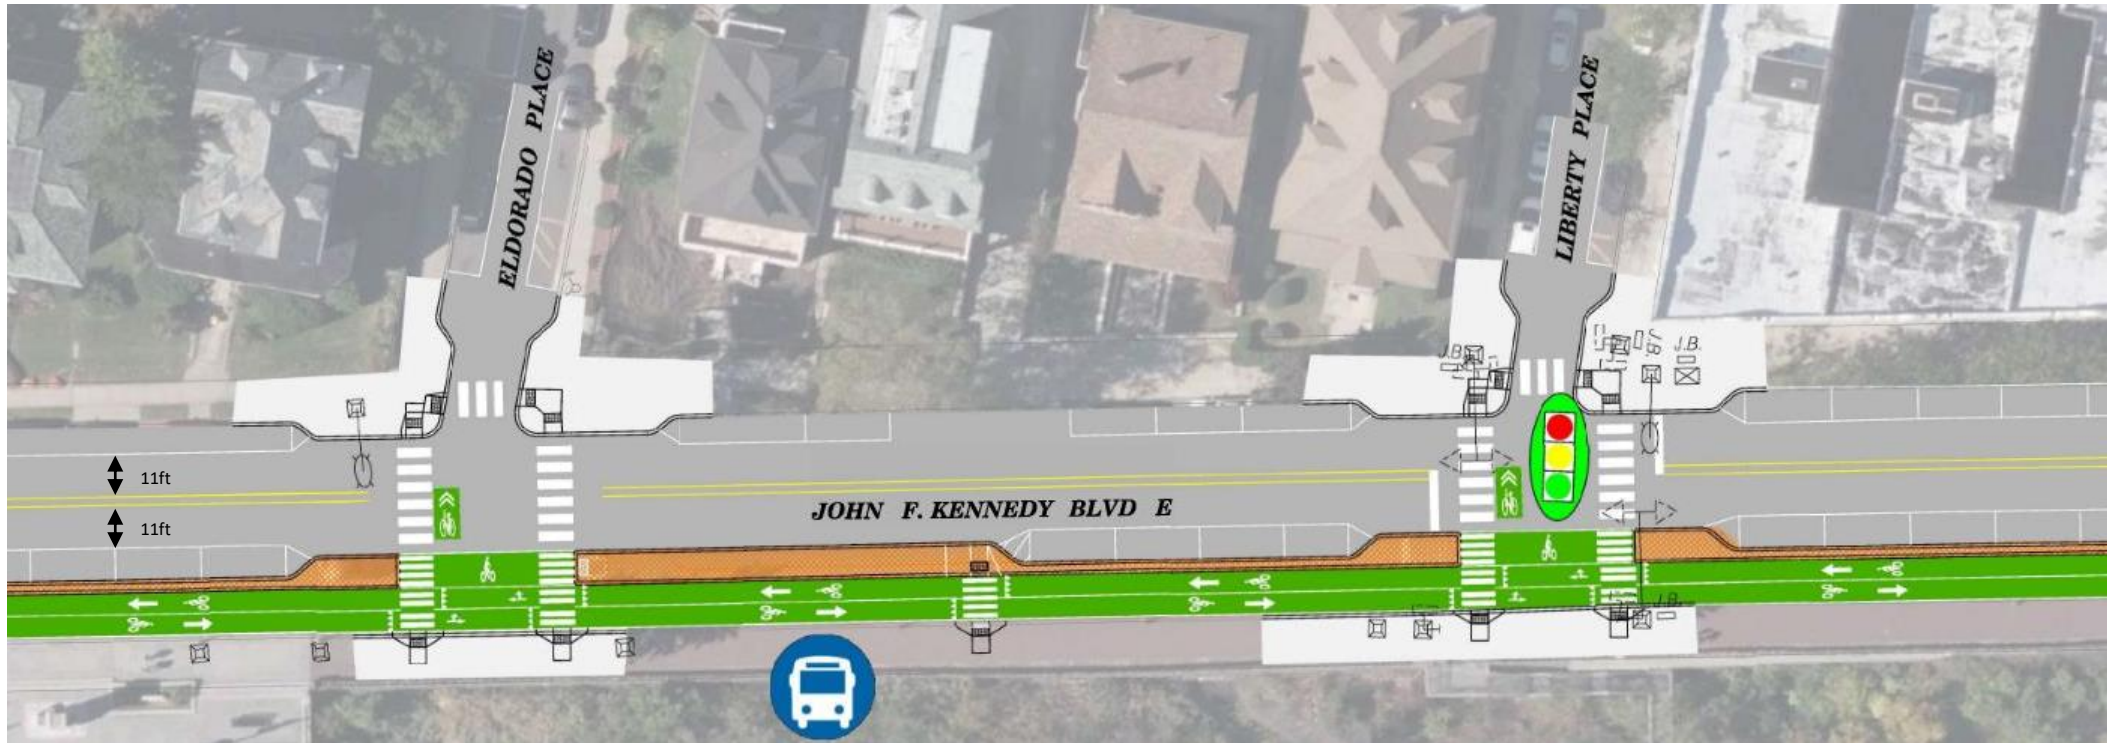 ELDORADO PLACE
LIBERTY PLACE
J.B.
J.B.
J.B.
11ft
11ft
JOHN F. KENNEDY BLVD E
J.B.